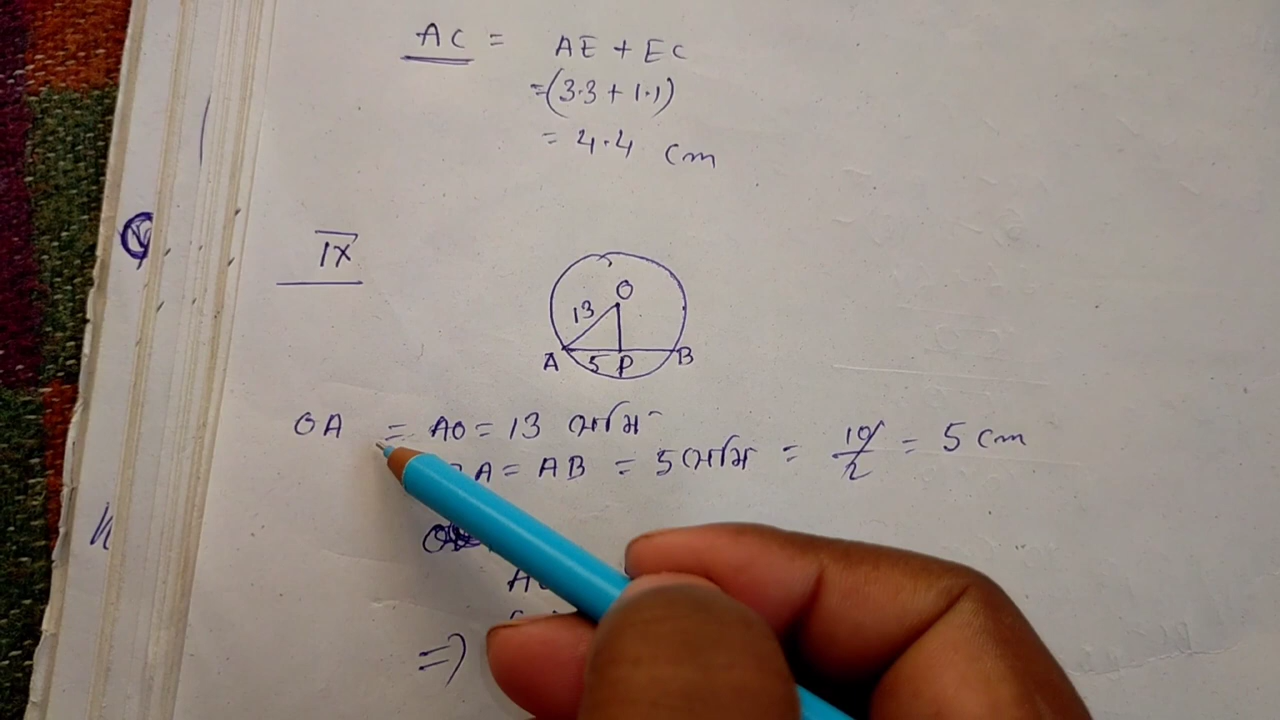 AC = AE + EC
=(3.3 + 1.1)
= 4.4 cm
IX
O
13
A 5 P B
OA = AO = 13 সেমি
A = AB = 5 সেমি = 10/2 = 5 cm
A
=>